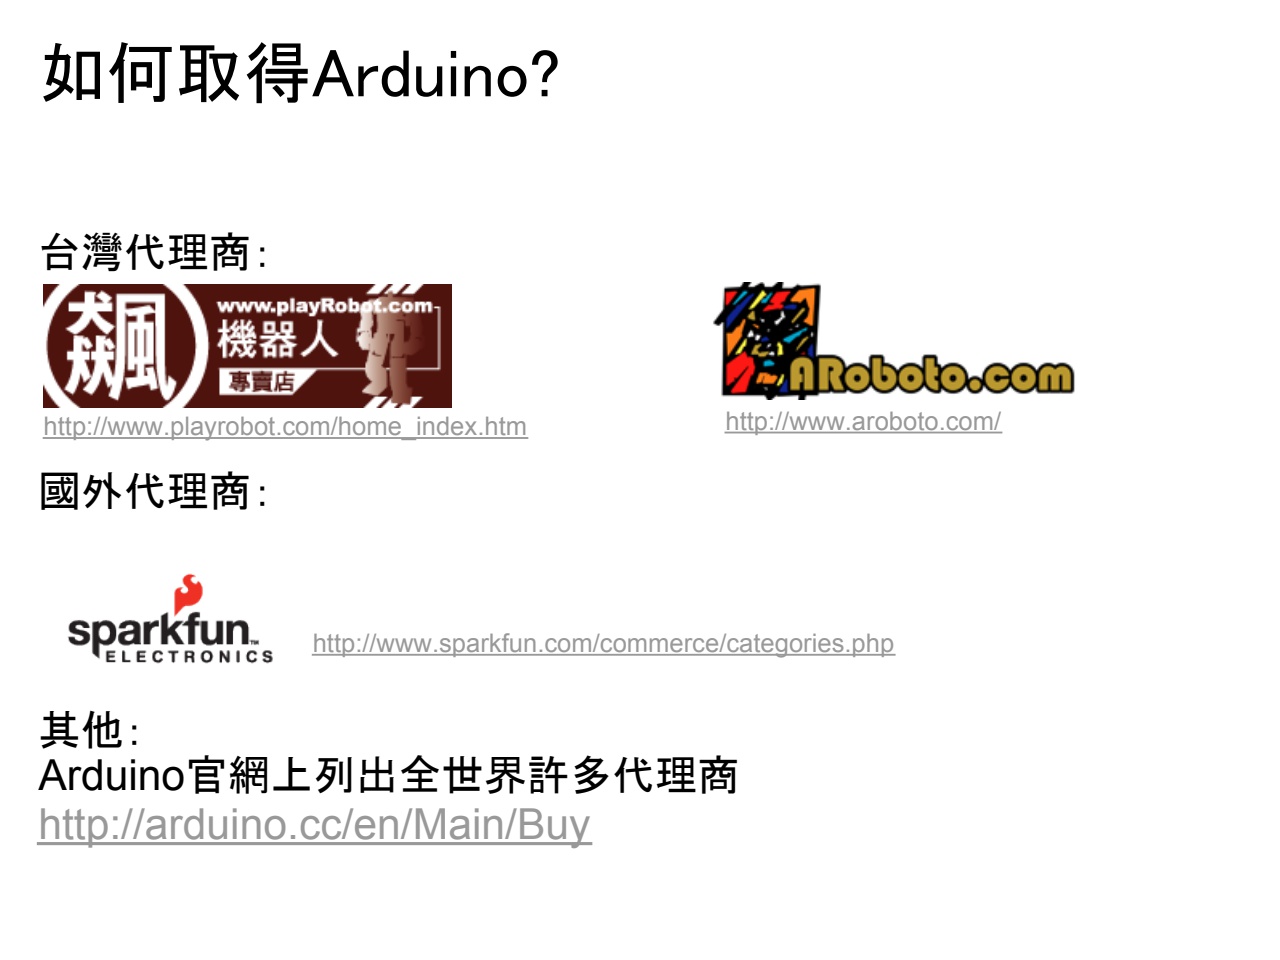 如何取得Arduino?
台灣代理商：
飆
www.playRobot.com
機器人
專賣店
ARoboto.com
http://www.playrobot.com/home_index.htm
http://www.aroboto.com/
國外代理商：
sparkfun™
ELECTRONICS
http://www.sparkfun.com/commerce/categories.php
其他：
Arduino官網上列出全世界許多代理商
http://arduino.cc/en/Main/Buy